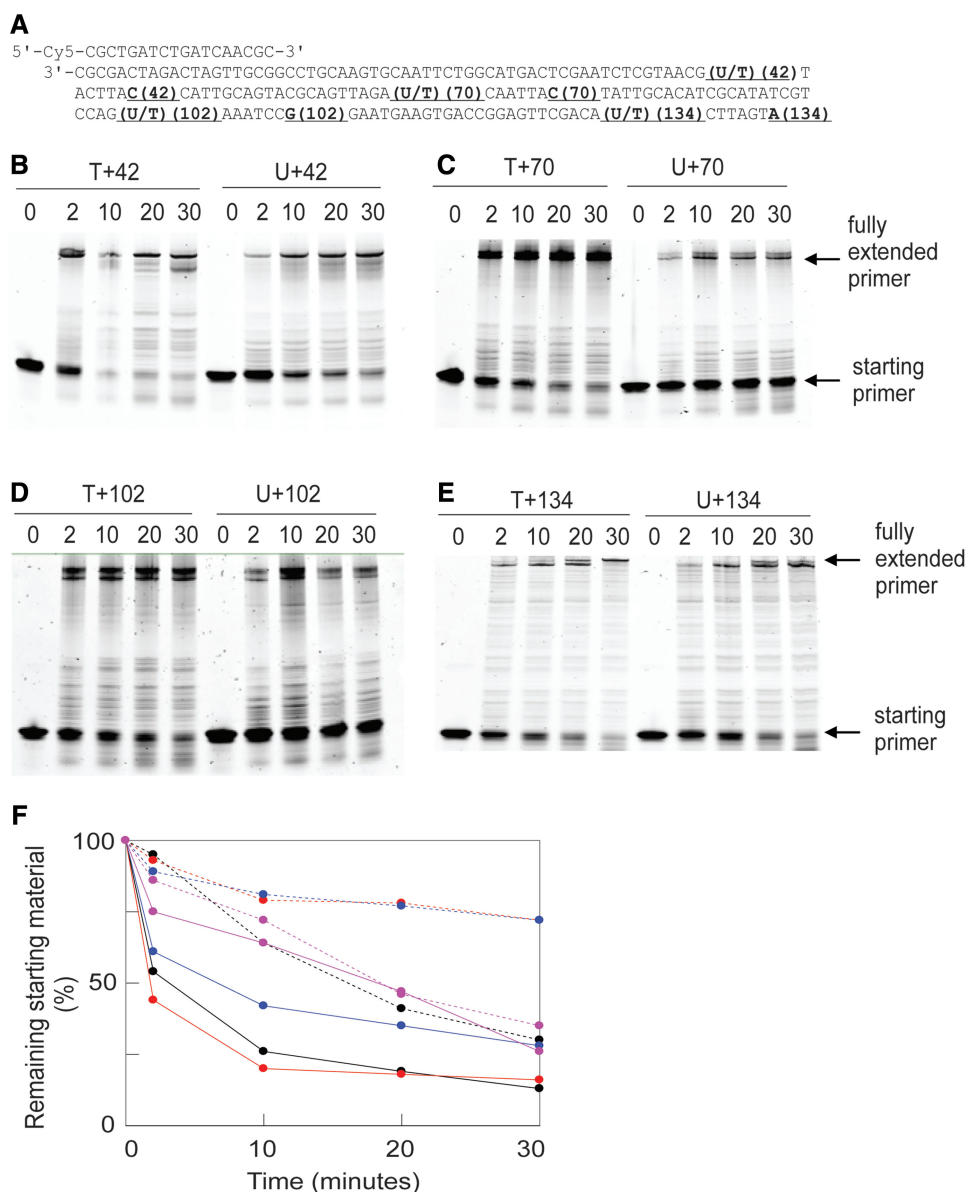 A
5'-Cy5-CGCTGATCTGATCAACGC-3'
3'-CGCGACTAGACTAGTTGCGGCCTGCAAGTGCAATTCTGGCATGACTCGAATCTCGTAACG(U/T)(42)T
ACTTAC(42)CATTGCAGTACGCAGTTAGA(U/T)(70)CAATTAC(70)TATTGCACATCGCATATCGT
CCAG(U/T)(102)AAATCCG(102)GAATGAAGTGACCGGAGTTCGACA(U/T)(134)CTTAGTA(134)
B
T+42 U+42
0 2 10 20 30 0 2 10 20 30
C
T+70 U+70
0 2 10 20 30 0 2 10 20 30
fully
extended
primer
starting
primer
D
T+102 U+102
0 2 10 20 30 0 2 10 20 30
E
T+134 U+134
0 2 10 20 30 0 2 10 20 30
fully
extended
primer
starting
primer
F
Remaining starting material
(%)
100
50
0
0 10 20 30
Time (minutes)